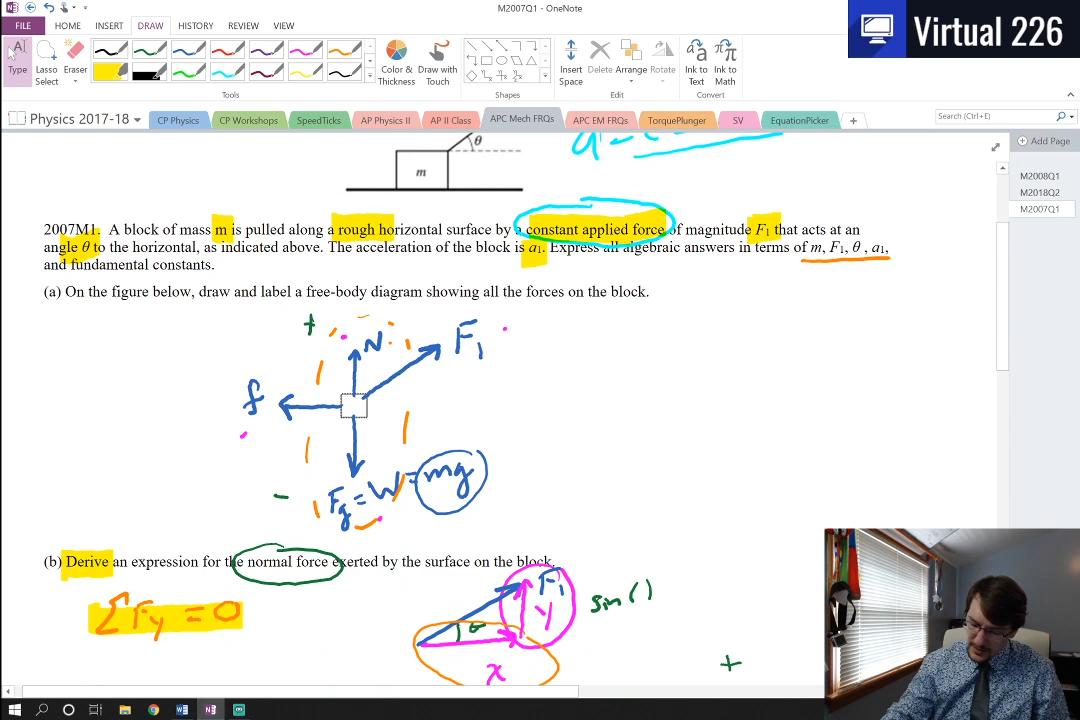 M2007Q1 - OneNote
FILE HOME INSERT DRAW HISTORY REVIEW VIEW
Virtual 226
Type
Lasso Select
Eraser
Color & Thickness
Draw with Touch
Insert Space
Delete
Arrange
Rotate
Ink to Text
Ink to Math
Tools
Shapes
Edit
Convert
Physics 2017-18 CP Physics CP Workshops SpeedTicks AP Physics II AP II Class APC Mech FRQs APC EM FRQs TorquePlunger SV EquationPicker
Search (Ctrl+E)
Add Page
M2008Q1
M2018Q2
M2007Q1
θ
m
2007M1. A block of mass m is pulled along a rough horizontal surface by a constant applied force of magnitude F₁ that acts at an
angle θ to the horizontal, as indicated above. The acceleration of the block is a₁. Express all algebraic answers in terms of m, F₁, θ , a₁,
and fundamental constants.
(a) On the figure below, draw and label a free-body diagram showing all the forces on the block.
+
N
F₁
f
-
Fg = W = mg
(b) Derive an expression for the normal force exerted by the surface on the block.
ΣFy = 0
F₁
y
θ
x
sin ( )
+